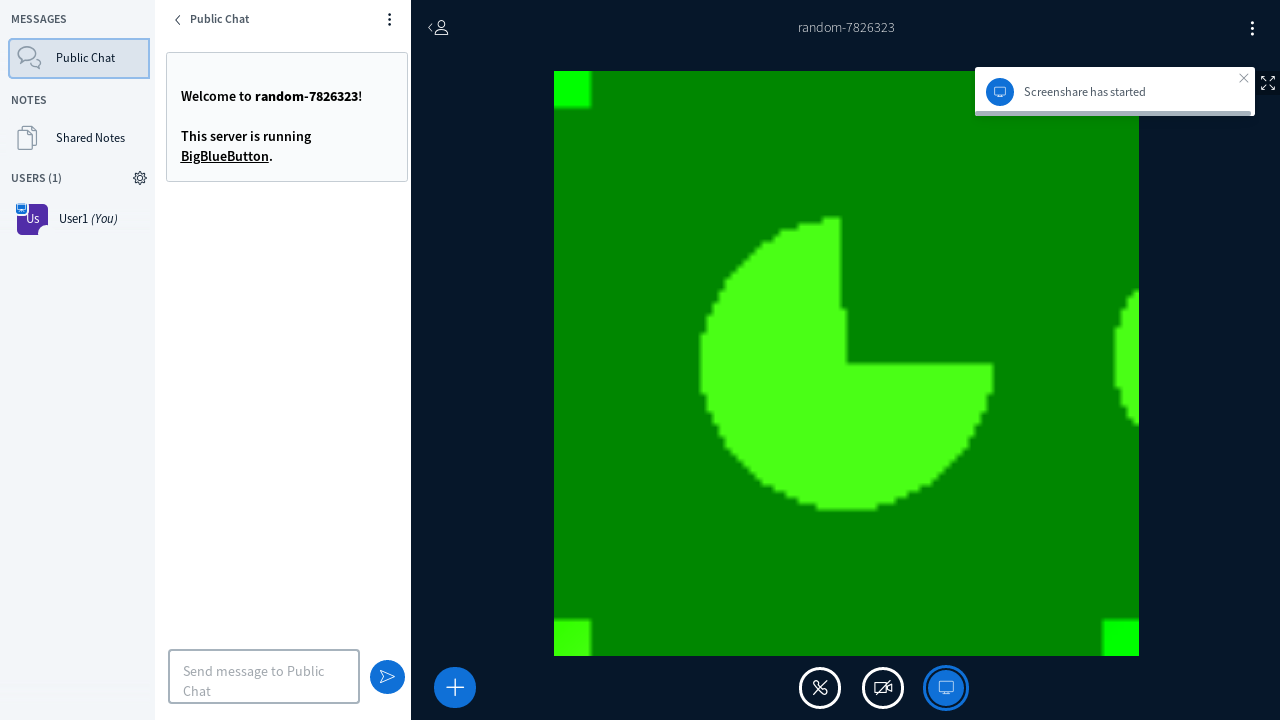 MESSAGES
Public Chat
NOTES
Shared Notes
USERS (1)
Us
User1 (You)
Public Chat
Welcome to random-7826323!
This server is running
BigBlueButton.
Send message to Public
Chat
random-7826323
Screenshare has started